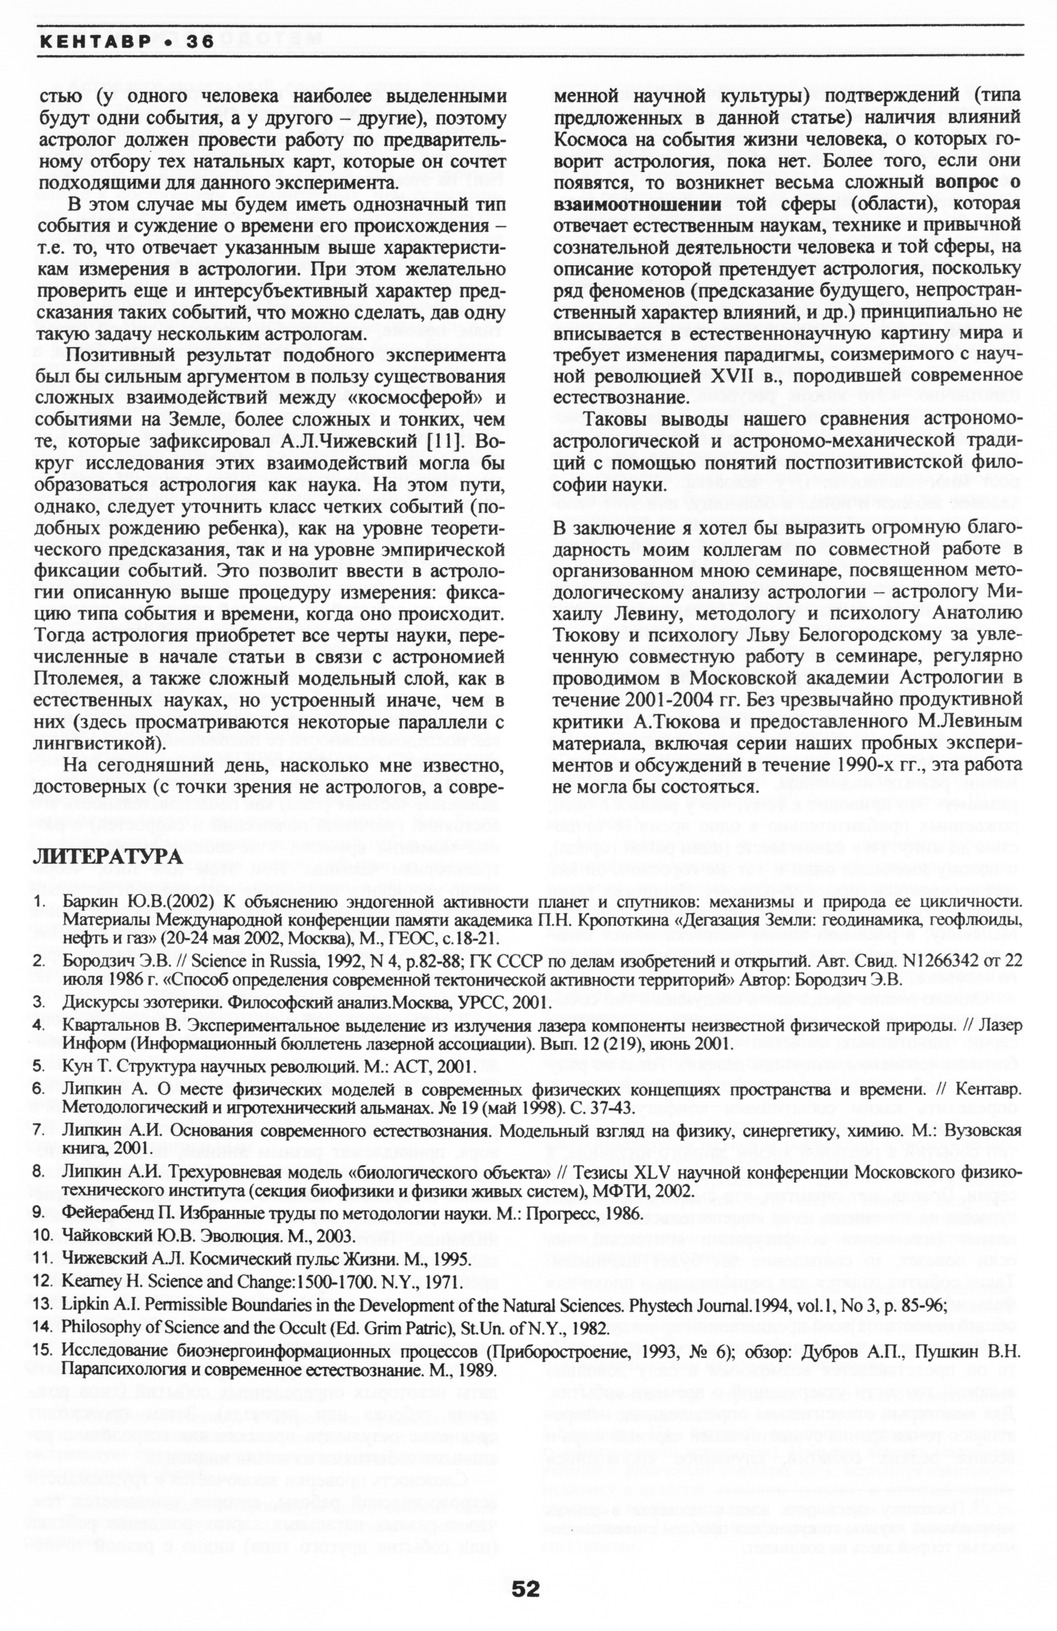 КЕНТАВР • 36
стью (у одного человека наиболее выделенными
будут одни события, а у другого – другие), поэтому
астролог должен провести работу по предваритель-
ному отбору тех натальных карт, которые он сочтет
подходящими для данного эксперимента.
В этом случае мы будем иметь однозначный тип
события и суждение о времени его происхождения –
т.е. то, что отвечает указанным выше характеристи-
кам измерения в астрологии. При этом желательно
проверить еще и интерсубъективный характер пред-
сказания таких событий, что можно сделать, дав одну
такую задачу нескольким астрологам.
Позитивный результат подобного эксперимента
был бы сильным аргументом в пользу существования
сложных взаимодействий между «космосферой» и
событиями на Земле, более сложных и тонких, чем
те, которые зафиксировал А.Л.Чижевский [11]. Во-
круг исследования этих взаимодействий могла бы
образоваться астрология как наука. На этом пути,
однако, следует уточнить класс четких событий (по-
добных рождению ребенка), как на уровне теорети-
ческого предсказания, так и на уровне эмпирической
фиксации событий. Это позволит ввести в астроло-
гии описанную выше процедуру измерения: фикса-
цию типа события и времени, когда оно происходит.
Тогда астрология приобретет все черты науки, пере-
численные в начале статьи в связи с астрономией
Птолемея, а также сложный модельный слой, как в
естественных науках, но устроенный иначе, чем в
них (здесь просматриваются некоторые параллели с
лингвистикой).
На сегодняшний день, насколько мне известно,
достоверных (с точки зрения не астрологов, а совре-
менной научной культуры) подтверждений (типа
предложенных в данной статье) наличия влияний
Космоса на события жизни человека, о которых го-
ворит астрология, пока нет. Более того, если они
появятся, то возникнет весьма сложный вопрос о
взаимоотношении той сферы (области), которая
отвечает естественным наукам, технике и привычной
сознательной деятельности человека и той сферы, на
описание которой претендует астрология, поскольку
ряд феноменов (предсказание будущего, непростран-
ственный характер влияний, и др.) принципиально не
вписывается в естественнонаучную картину мира и
требует изменения парадигмы, соизмеримого с науч-
ной революцией XVII в., породившей современное
естествознание.
Таковы выводы нашего сравнения астрономо-
астрологической и астрономо-механической тради-
ций с помощью понятий постпозитивистской фило-
софии науки.
В заключение я хотел бы выразить огромную благо-
дарность моим коллегам по совместной работе в
организованном мною семинаре, посвященном мето-
дологическому анализу астрологии – астрологу Ми-
хаилу Левину, методологу и психологу Анатолию
Тюкову и психологу Льву Белогородскому за увле-
ченную совместную работу в семинаре, регулярно
проводимом в Московской академии Астрологии в
течение 2001-2004 гг. Без чрезвычайно продуктивной
критики А.Тюкова и предоставленного М.Левиным
материала, включая серии наших пробных экспери-
ментов и обсуждений в течение 1990-х гг., эта работа
не могла бы состояться.
ЛИТЕРАТУРА
1. Баркин Ю.В.(2002) К объяснению эндогенной активности планет и спутников: механизмы и природа ее цикличности.
Материалы Международной конференции памяти академика П.Н. Кропоткина «Дегазация Земли: геодинамика, геофлюиды,
нефть и газ» (20-24 мая 2002, Москва), М., ГЕОС, с.18-21.
2. Бородзич Э.В. // Science in Russia, 1992, N 4, p.82-88; ГК СССР по делам изобретений и открытий. Авт. Свид. N1266342 от 22
июля 1986 г. «Способ определения современной тектонической активности территорий» Автор: Бородзич Э.В.
3. Дискурсы эзотерики. Философский анализ.Москва, УРСС, 2001.
4. Квартальнов В. Экспериментальное выделение из излучения лазера компоненты неизвестной физической природы. // Лазер
Информ (Информационный бюллетень лазерной ассоциации). Вып. 12 (219), июнь 2001.
5. Кун Т. Структура научных революций. М.: АСТ, 2001.
6. Липкин А. О месте физических моделей в современных физических концепциях пространства и времени. // Кентавр.
Методологический и игротехнический альманах. № 19 (май 1998). С. 37-43.
7. Липкин А.И. Основания современного естествознания. Модельный взгляд на физику, синергетику, химию. М.: Вузовская
книга, 2001.
8. Липкин А.И. Трехуровневая модель «биологического объекта» // Тезисы XLV научной конференции Московского физико-
технического института (секция биофизики и физики живых систем), МФТИ, 2002.
9. Фейерабенд П. Избранные труды по методологии науки. М.: Прогресс, 1986.
10. Чайковский Ю.В. Эволюция. М., 2003.
11. Чижевский А.Л. Космический пульс Жизни. М., 1995.
12. Kearney H. Science and Change:1500-1700. N.Y., 1971.
13. Lipkin A.I. Permissible Boundaries in the Development of the Natural Sciences. Phystech Journal.1994, vol.1, No 3, p. 85-96;
14. Philosophy of Science and the Occult (Ed. Grim Patric), St.Un. of N.Y., 1982.
15. Исследование биоэнергоинформационных процессов (Приборостроение, 1993, № 6); обзор: Дубров А.П., Пушкин В.Н.
Парапсихология и современное естествознание. М., 1989.
52